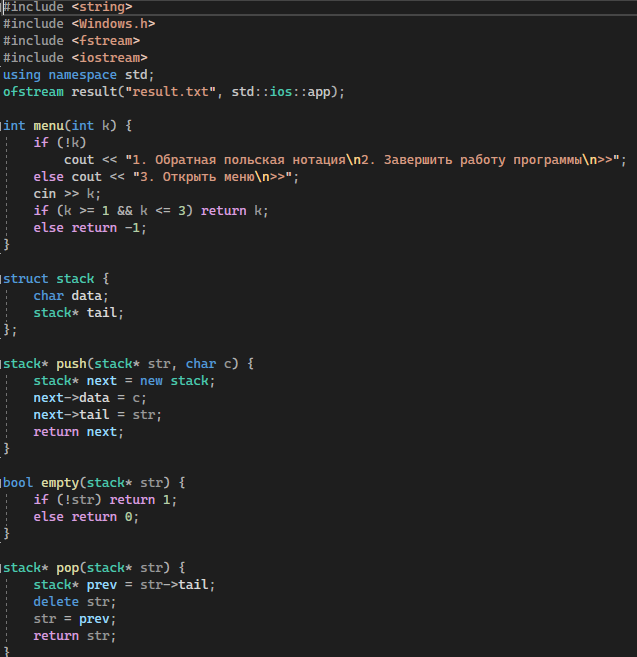 #include <string>
#include <Windows.h>
#include <fstream>
#include <iostream>
using namespace std;
ofstream result("result.txt", std::ios::app);

int menu(int k) {
    if (!k)
        cout << "1. Обратная польская нотация\n2. Завершить работу программы\n>>";
    else cout << "3. Открыть меню\n>>";
    cin >> k;
    if (k >= 1 && k <= 3) return k;
    else return -1;
}

struct stack {
    char data;
    stack* tail;
};

stack* push(stack* str, char c) {
    stack* next = new stack;
    next->data = c;
    next->tail = str;
    return next;
}

bool empty(stack* str) {
    if (!str) return 1;
    else return 0;
}

stack* pop(stack* str) {
    stack* prev = str->tail;
    delete str;
    str = prev;
    return str;
}